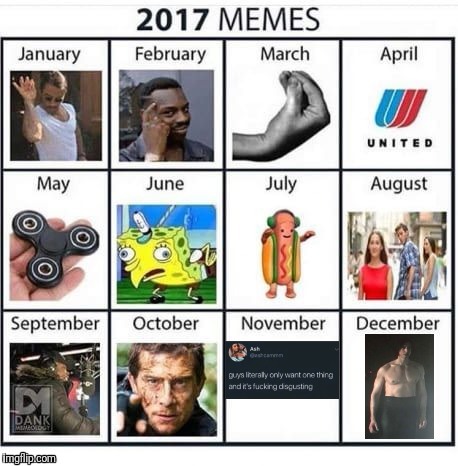 2017 MEMES
January
February
March
April
UNITED
May
June
July
August
September
October
November
December
DANK
MEMEOLOGY
Ash
guys literally only want one thing
and it's fucking disgusting
imgflip.com